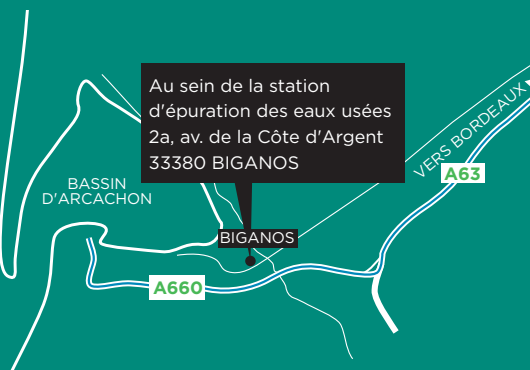 Au sein de la station
d'épuration des eaux usées
2a, av. de la Côte d'Argent
33380 BIGANOS
VERS BORDEAUX
A63
BASSIN
D'ARCACHON
BIGANOS
A660